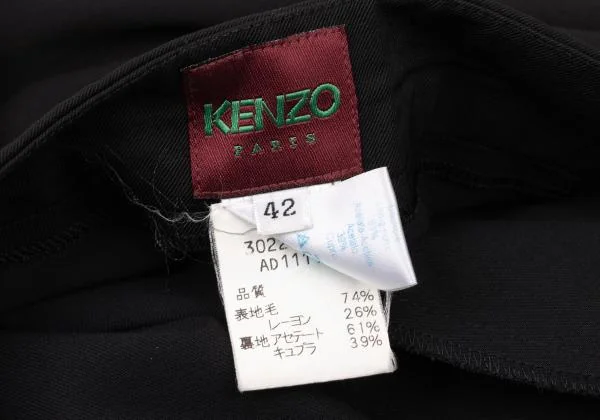 KENZO
PARIS
42
3022
AD111
品質
表地毛 74%
レーヨン 26%
裏地アセテート 61%
キュプラ 39%